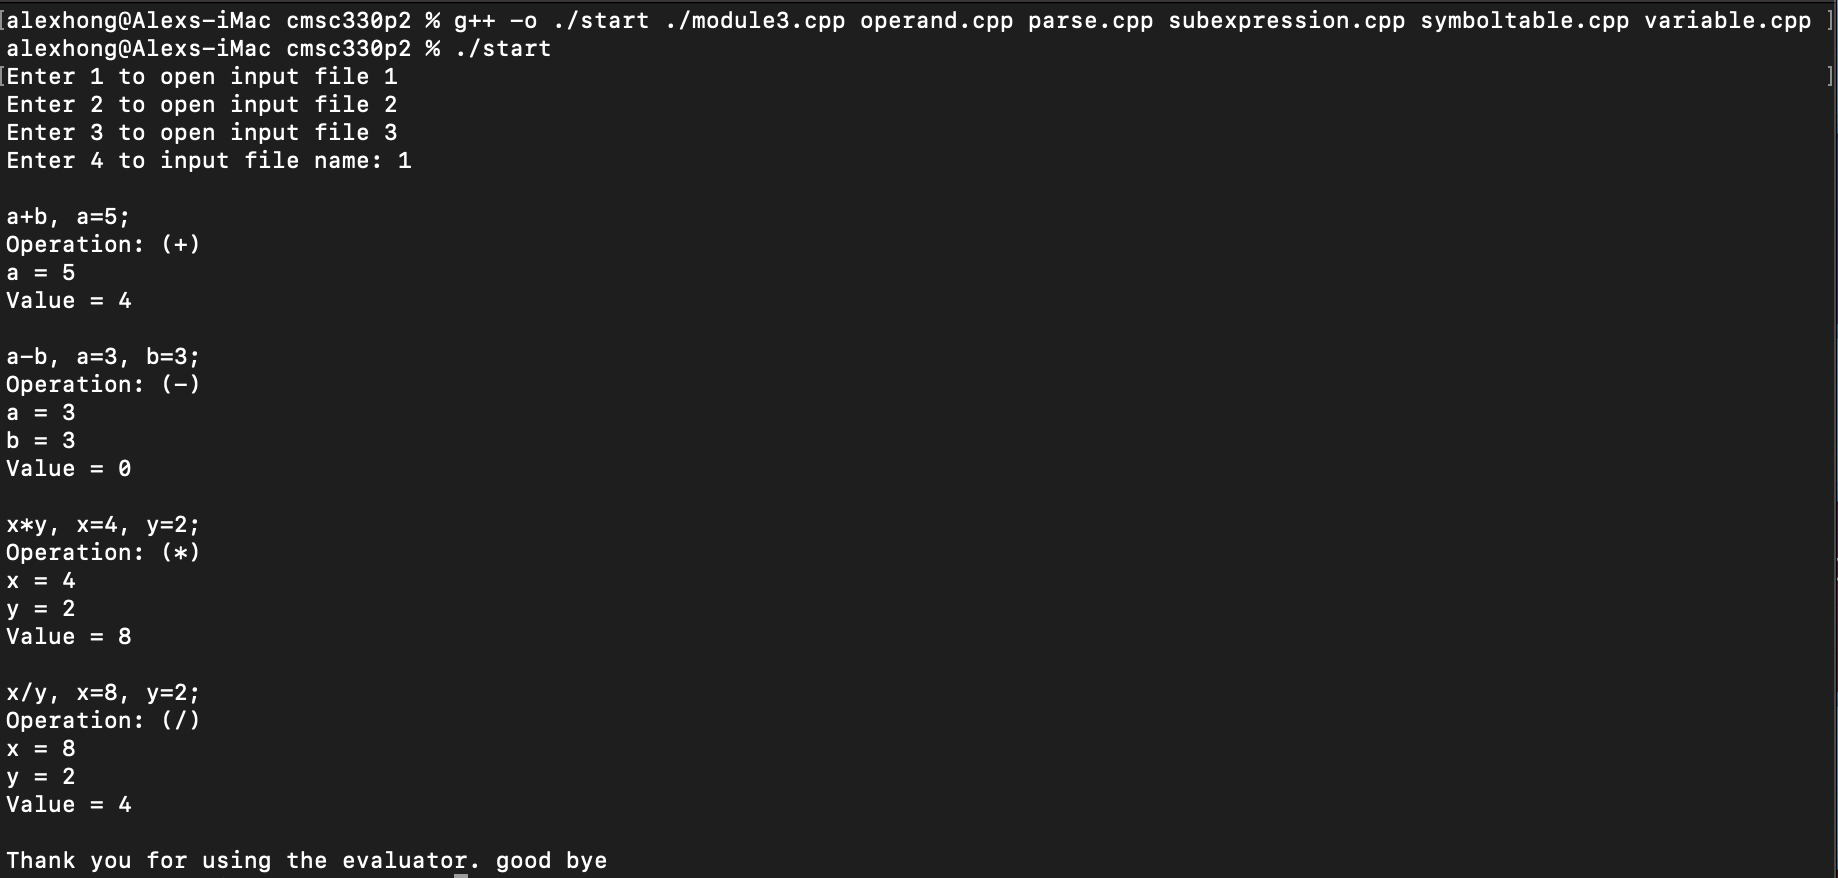 [alexhong@Alexs-iMac cmsc330p2 % g++ -o ./start ./module3.cpp operand.cpp parse.cpp subexpression.cpp symboltable.cpp variable.cpp ]
alexhong@Alexs-iMac cmsc330p2 % ./start
[Enter 1 to open input file 1 ]
Enter 2 to open input file 2
Enter 3 to open input file 3
Enter 4 to input file name: 1
a+b, a=5;
Operation: (+)
a = 5
Value = 4
a-b, a=3, b=3;
Operation: (-)
a = 3
b = 3
Value = 0
x*y, x=4, y=2;
Operation: (*)
x = 4
y = 2
Value = 8
x/y, x=8, y=2;
Operation: (/)
x = 8
y = 2
Value = 4
Thank you for using the evaluator. good bye